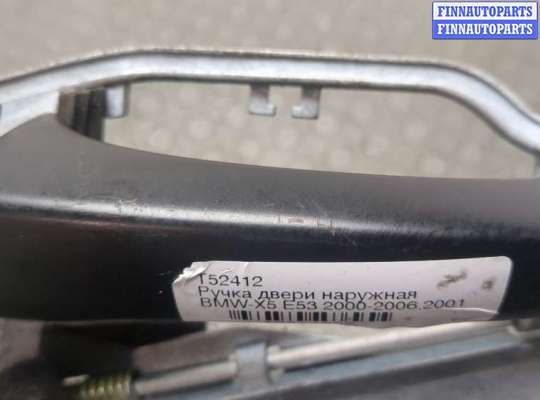 FINNAUTOPARTS
FINNAUTOPARTS
T52412
Ручка двери наружная
BMW X5 E53 2000-2006.2001